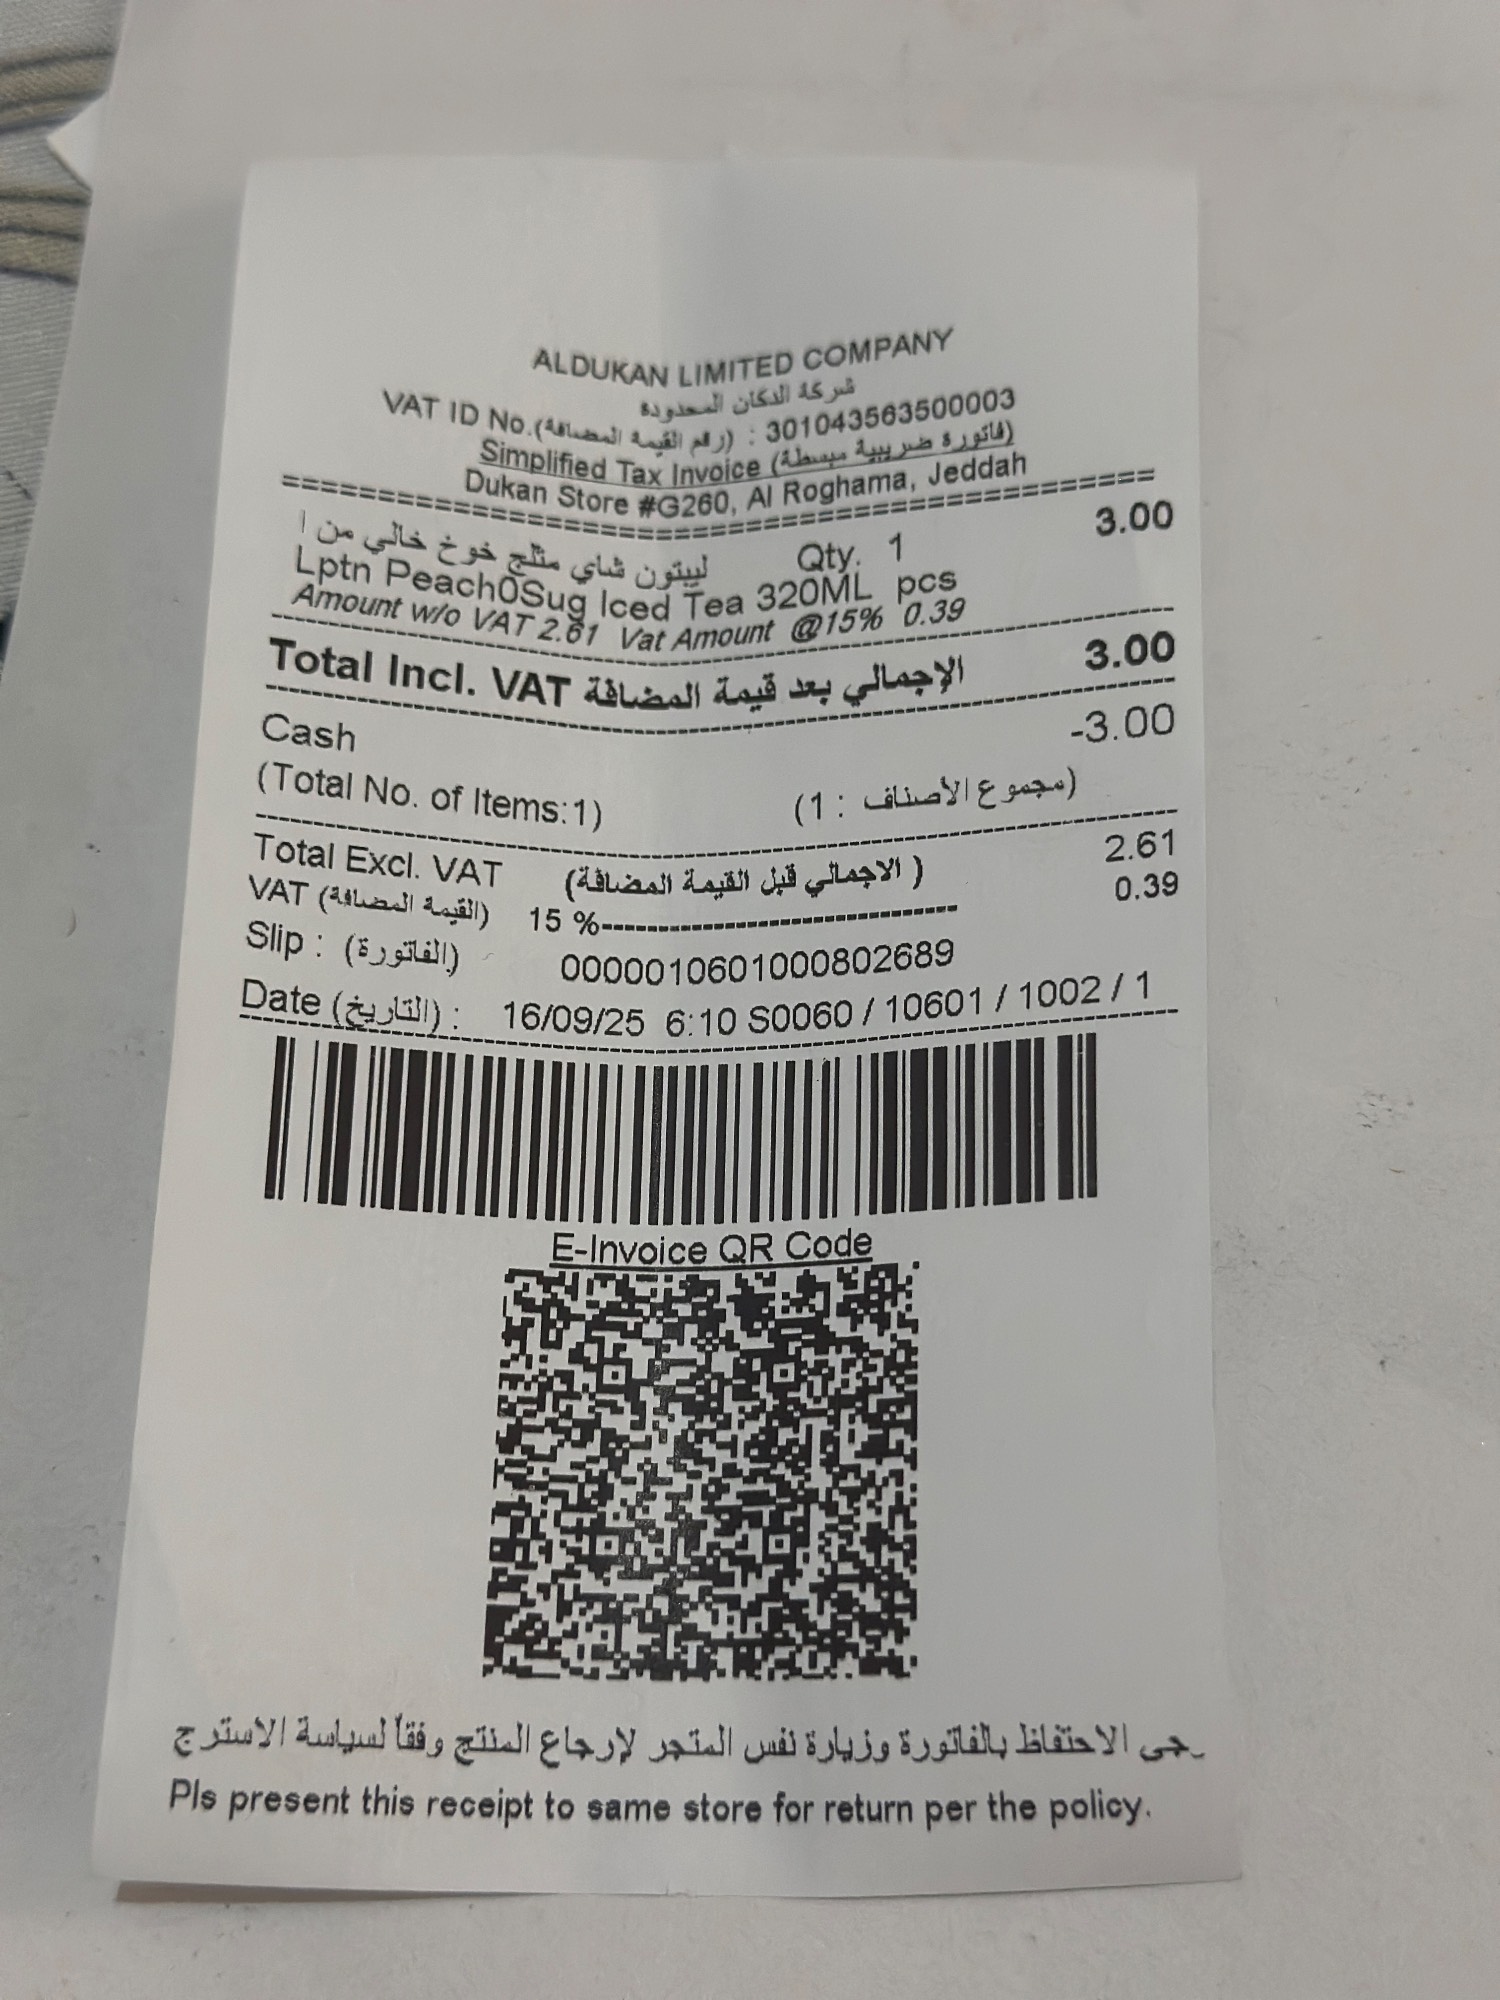 ALDUKAN LIMITED COMPANY
شركة الدكان المحدودة
VAT ID No.(رقم القيمة المضافة) : 301043563500003
Simplified Tax Invoice (فاتورة ضريبية مبسطة)
Dukan Store #G260, Al Roghama, Jeddah
==================================================
ليبتون شاي مثلج خوخ خالي من ا Qty. 1 3.00
Lptn Peach0Sug Iced Tea 320ML pcs
Amount w/o VAT 2.61 Vat Amount @15% 0.39
Total Incl. VAT الإجمالي بعد قيمة المضافة 3.00
Cash -3.00
(Total No. of Items:1) (مجموع الأصناف : 1)
Total Excl. VAT (الاجمالي قبل القيمة المضافة ) 2.61
VAT (القيمة المضافة) 15 %---------------------------------- 0.39
Slip : (الفاتورة) 0000010601000802689
Date (التاريخ) : 16/09/25 6:10 S0060 / 10601 / 1002 / 1
E-Invoice QR Code
رجى الاحتفاظ بالفاتورة وزيارة نفس المتجر لإرجاع المنتج وفقاً لسياسة الاسترج
Pls present this receipt to same store for return per the policy.